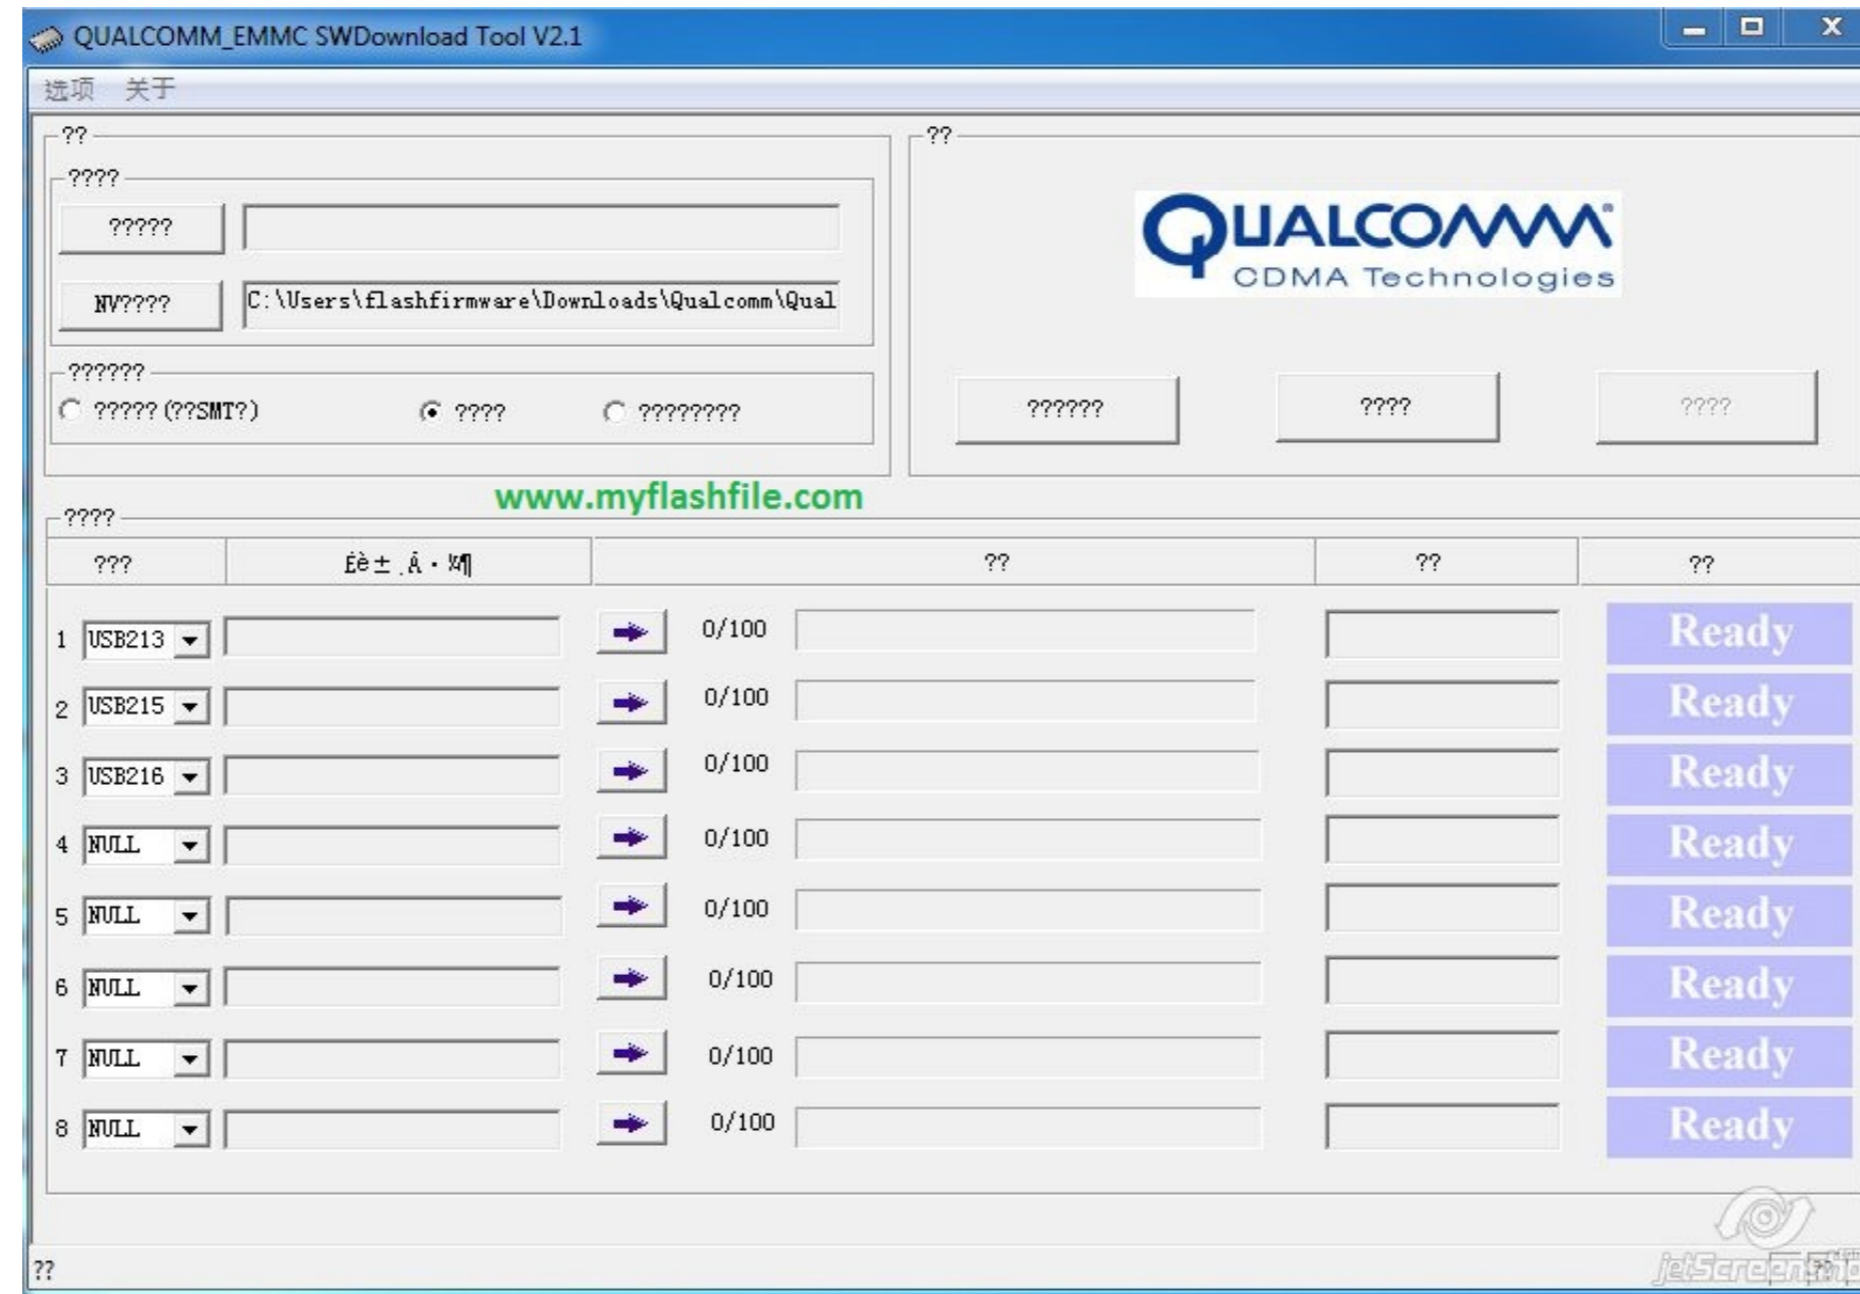 QUALCOMM_EMMC SWDownload Tool V2.1
选项 关于
??
????
?????
NV????
C:\Users\flashfirmware\Downloads\Qualcomm\Qual
??????
?????(??SMT?)
????
????????
??
QUALCOMM®
CDMA Technologies
??????
????
????
www.myflashfile.com
????
??? Éè±¸Â·¾¶ ?? ?? ??
1 USB213 0/100 Ready
2 USB215 0/100 Ready
3 USB216 0/100 Ready
4 NULL 0/100 Ready
5 NULL 0/100 Ready
6 NULL 0/100 Ready
7 NULL 0/100 Ready
8 NULL 0/100 Ready
??